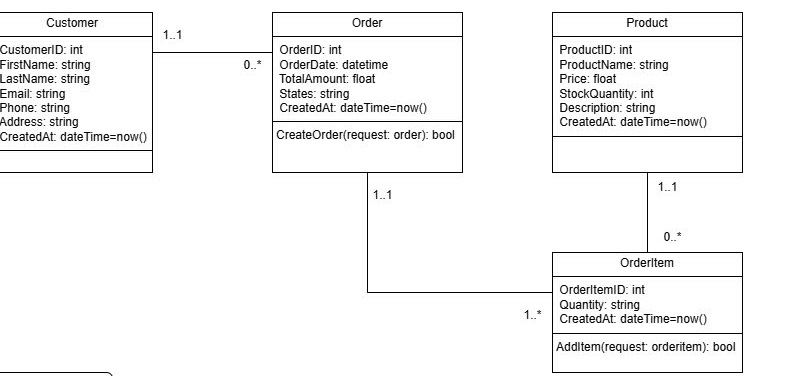 Customer
CustomerID: int
FirstName: string
LastName: string
Email: string
Phone: string
Address: string
CreatedAt: dateTime=now()
1..1
0..*
Order
OrderID: int
OrderDate: datetime
TotalAmount: float
States: string
CreatedAt: dateTime=now()
CreateOrder(request: order): bool
Product
ProductID: int
ProductName: string
Price: float
StockQuantity: int
Description: string
CreatedAt: dateTime=now()
1..1
1..*
1..1
0..*
OrderItem
OrderItemID: int
Quantity: string
CreatedAt: dateTime=now()
AddItem(request: orderitem): bool